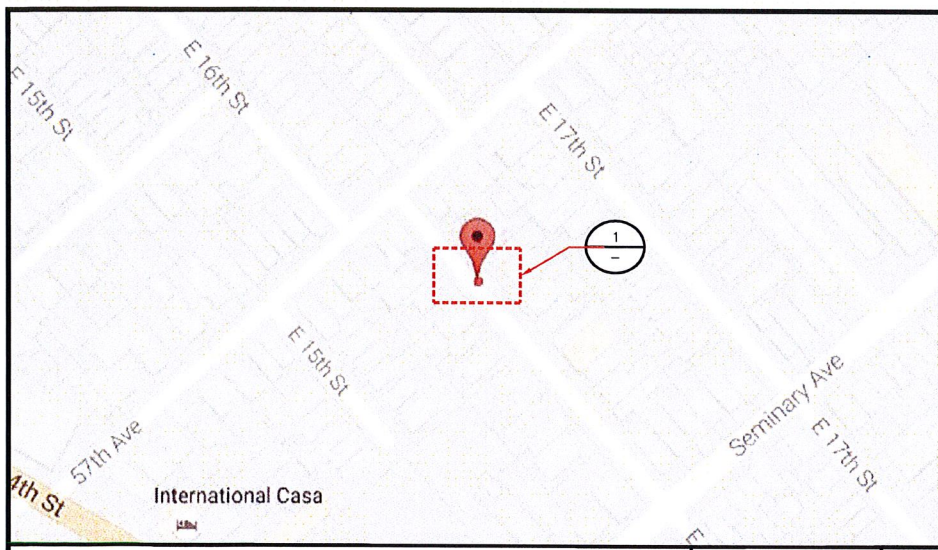 E 16th St
E 15th St
E 17th St
1
–
E 15th St
Seminary Ave
57th Ave
E 17th St
4th St
International Casa
E